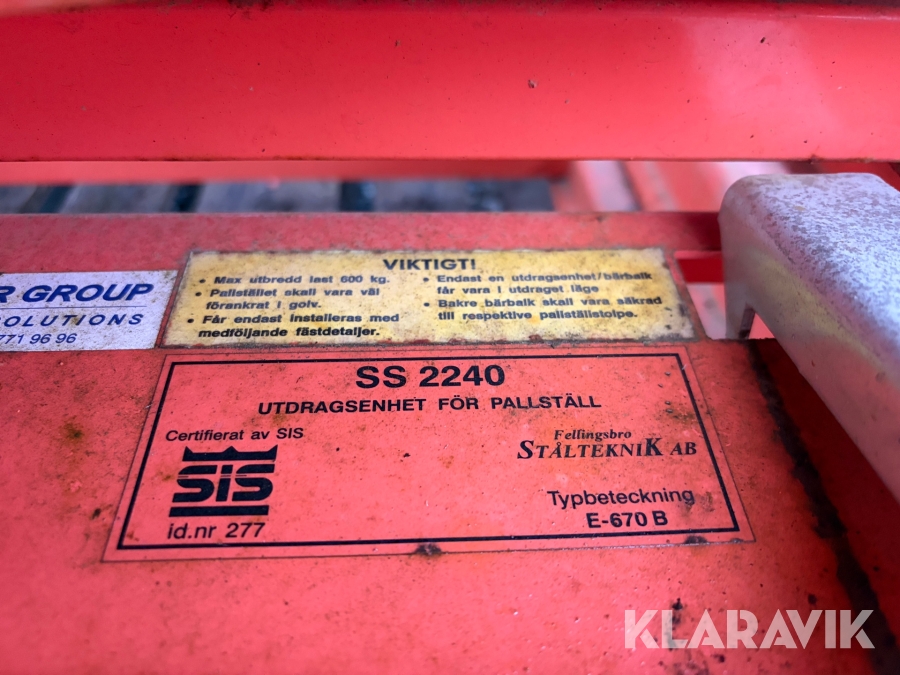 R GROUP
SOLUTIONS
771 96 96
VIKTIGT!
• Max utbredd last 600 kg.
• Pallstället skall vara väl
förankrat i golv.
• Får endast installeras med
medföljande fästdetaljer.
• Endast en utdragsenhet/bärbalk
får vara i utdraget läge
• Bakre bärbalk skall vara säkrad
till respektive pallställstolpe.
SS 2240
UTDRAGSENHET FÖR PALLSTÄLL
Certifierat av SIS
SIS
id.nr 277
Fellingsbro
STÅLTEKNIK AB
Typbeteckning
E-670 B
KLARAVIK